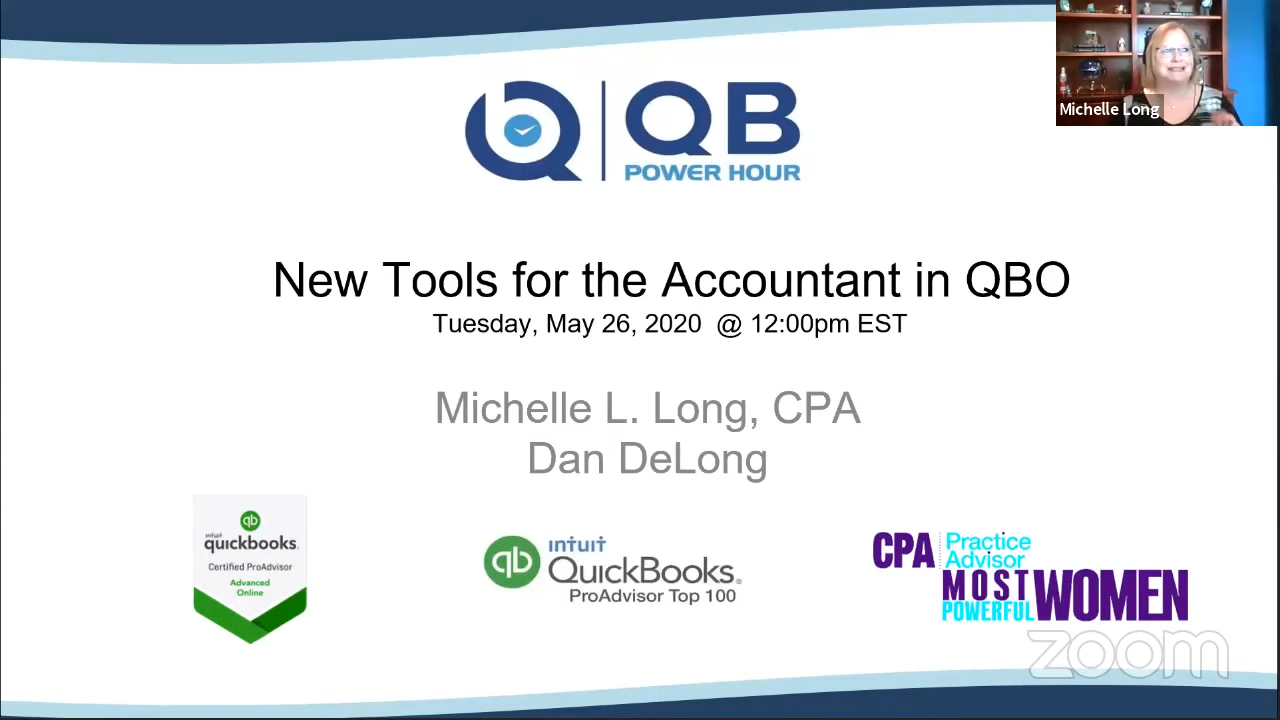 Michelle Long
QB
POWER HOUR
New Tools for the Accountant in QBO
Tuesday, May 26, 2020 @ 12:00pm EST
Michelle L. Long, CPA
Dan DeLong
qb
intuit
quickbooks.
Certified ProAdvisor
Advanced
Online
qb
intuit
QuickBooks.
ProAdvisor Top 100
CPA
Practice
Advisor
MOST
POWERFUL
WOMEN
zoom